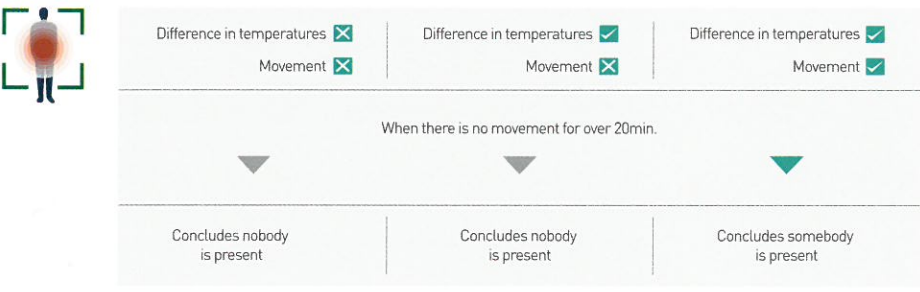 Difference in temperatures
Difference in temperatures
Difference in temperatures
Movement
Movement
Movement
When there is no movement for over 20min.
Concludes nobody
is present
Concludes nobody
is present
Concludes somebody
is present